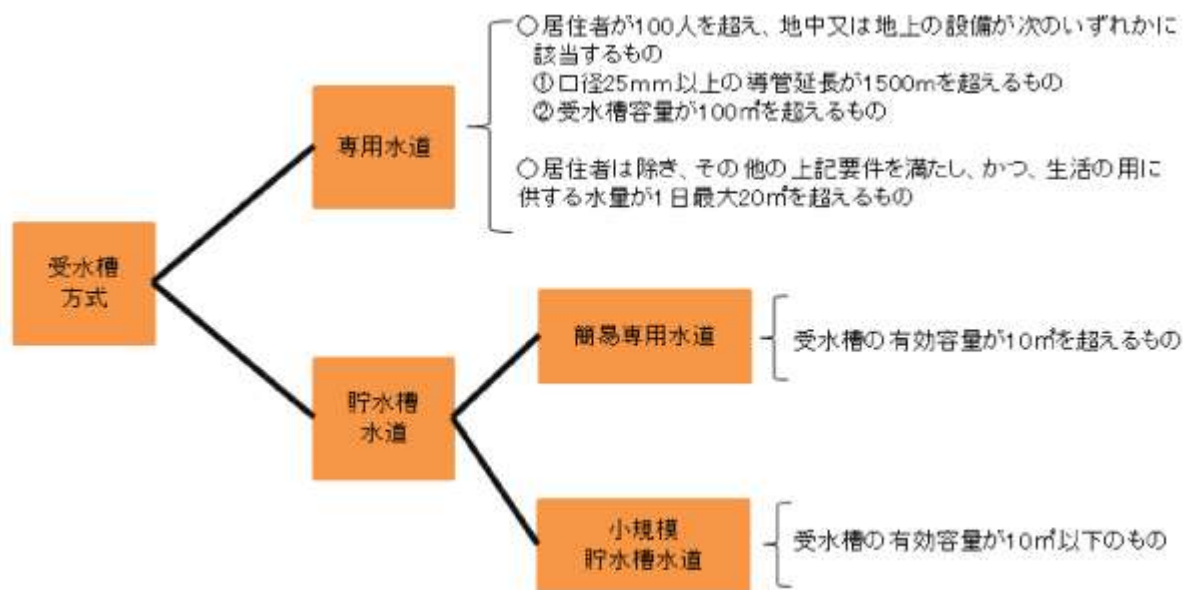 ○居住者が100人を超え、地中又は地上の設備が次のいずれかに
該当するもの
①口径25mm以上の導管延長が1500mを超えるもの
②受水槽容量が100㎥を超えるもの
専用水道
○居住者は除き、その他の上記要件を満たし、かつ、生活の用に
供する水量が1日最大20㎥を超えるもの
受水槽
方式
簡易専用水道
受水槽の有効容量が10㎥を超えるもの
貯水槽
水道
小規模
貯水槽水道
受水槽の有効容量が10㎥以下のもの